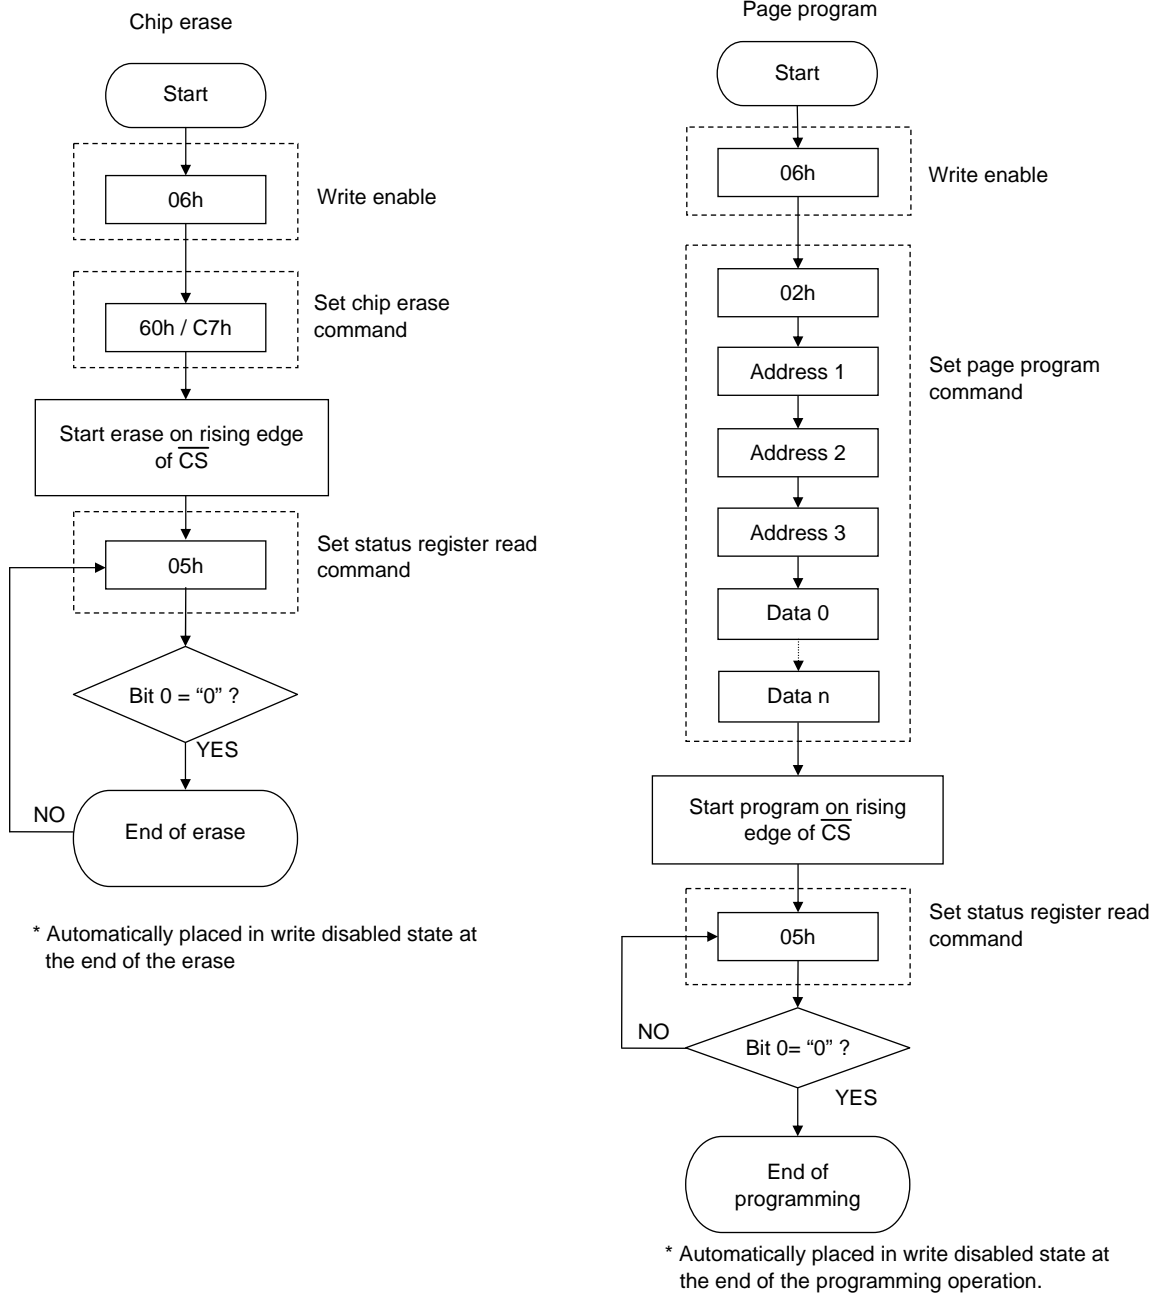 Chip erase
Start
06h
Write enable
60h / C7h
Set chip erase
command
Start erase on rising edge
of C̅S̅
05h
Set status register read
command
Bit 0 = “0” ?
YES
NO
End of erase
* Automatically placed in write disabled state at
the end of the erase
Page program
Start
06h
Write enable
02h
Address 1
Set page program
command
Address 2
Address 3
Data 0
Data n
Start program on rising
edge of C̅S̅
05h
Set status register read
command
NO
Bit 0= “0” ?
YES
End of
programming
* Automatically placed in write disabled state at
the end of the programming operation.